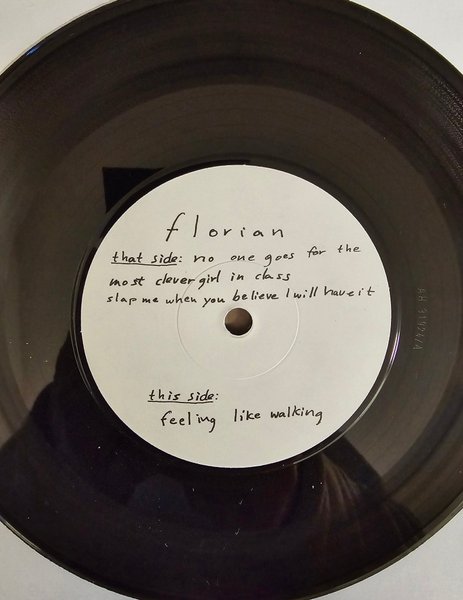 florian
that side: no one goes for the
most clever girl in class
slap me when you believe I will have it
this side:
feeling like walking